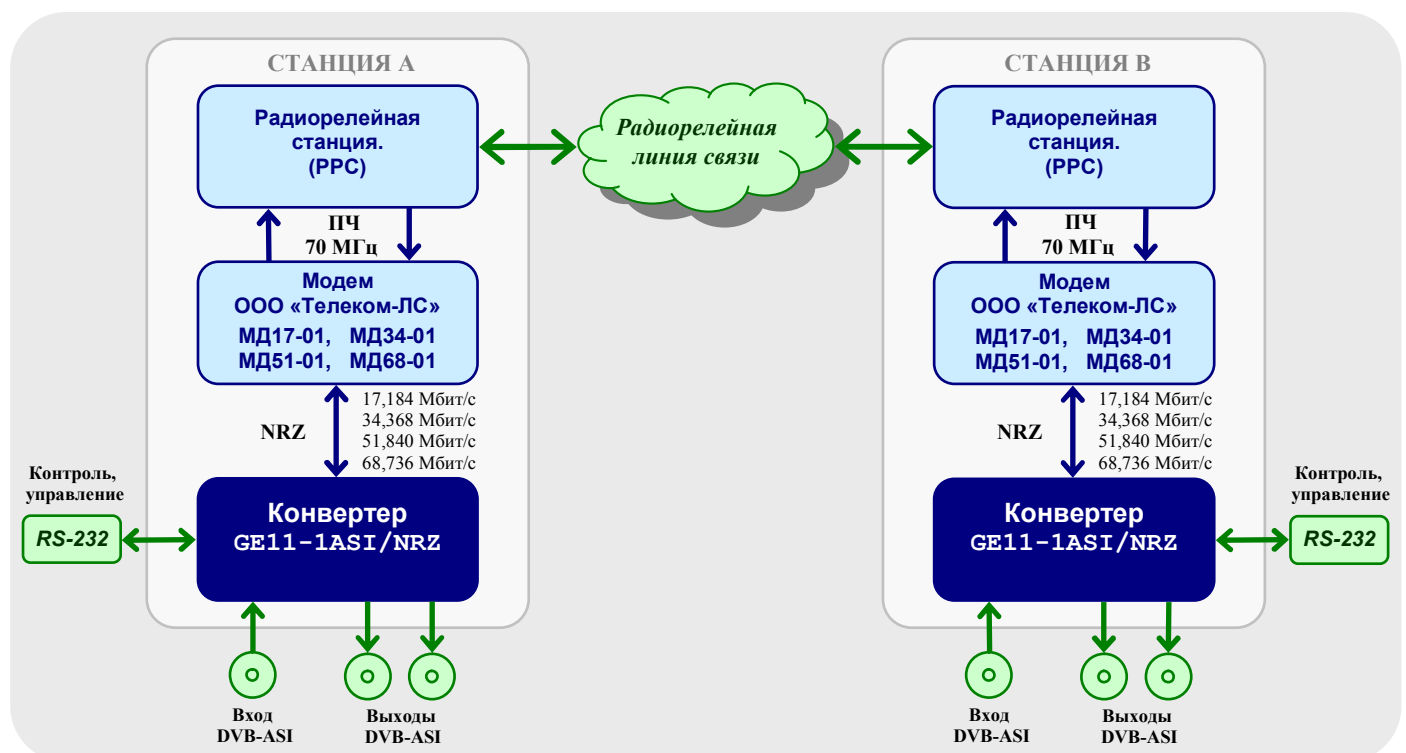 СТАНЦИЯ А
Радиорелейная
станция.
(РРС)
ПЧ
70 МГц
Модем
ООО «Телеком-ЛС»
МД17-01, МД34-01
МД51-01, МД68-01
NRZ
17,184 Мбит/с
34,368 Мбит/с
51,840 Мбит/с
68,736 Мбит/с
Контроль,
управление
RS-232
Конвертер
GE11-1ASI/NRZ
Вход
DVB-ASI
Выходы
DVB-ASI
Радиорелейная
линия связи
СТАНЦИЯ В
Радиорелейная
станция.
(РРС)
ПЧ
70 МГц
Модем
ООО «Телеком-ЛС»
МД17-01, МД34-01
МД51-01, МД68-01
NRZ
17,184 Мбит/с
34,368 Мбит/с
51,840 Мбит/с
68,736 Мбит/с
Контроль,
управление
RS-232
Конвертер
GE11-1ASI/NRZ
Вход
DVB-ASI
Выходы
DVB-ASI